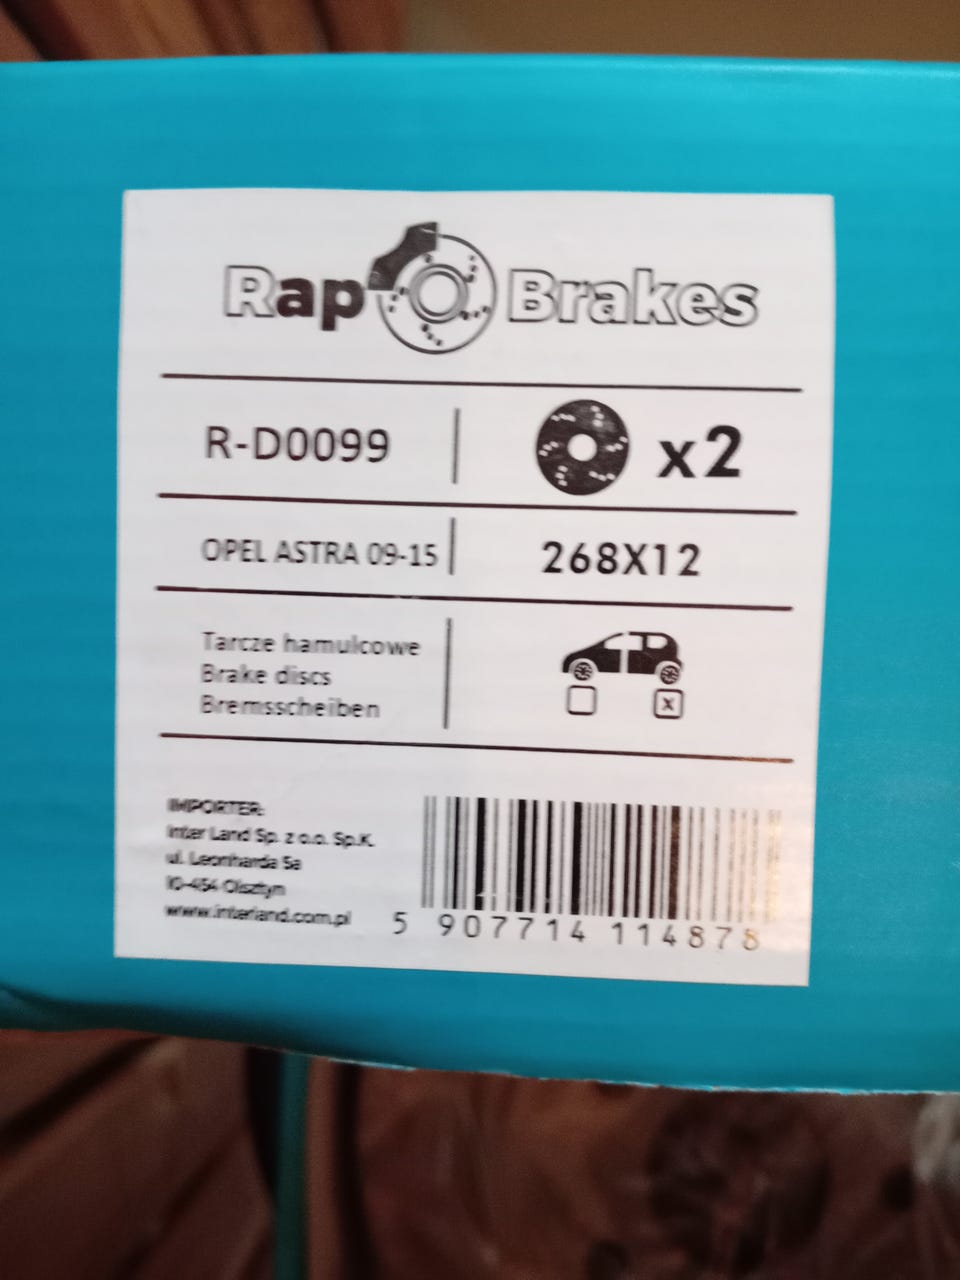 Rap Brakes
R-D0099
x2
OPEL ASTRA 09-15
268X12
Tarcze hamulcowe
Brake discs
Bremsscheiben
x
IMPORTER:
Inter Land Sp. z o.o. Sp.K.
ul. Leonharda 5a
10-454 Olsztyn
www.interland.com.pl
5 907714 114878